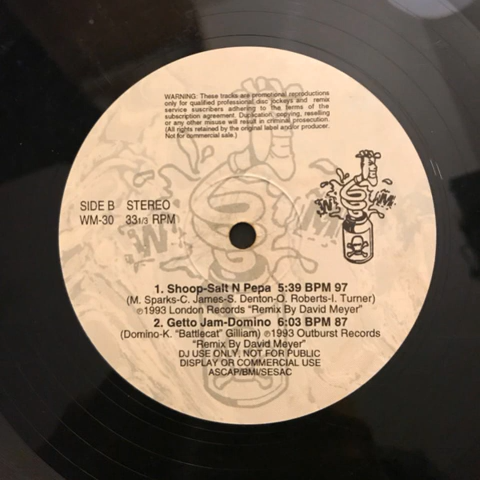 WARNING: These tracks are promotional reproductions
only for qualified professional disc jockeys and remix
service suscribers adhering to the terms of the
subscription agreement. Ducocation, copying, reselling
or any other misuse will result in criminal prosecution.
(All rights retained by the original label and/or producer.
Not for commercial sale.)
SIDE B STEREO
WM-30 33 1/3 RPM
W M
1. Shoop-Salt N Pepa 5:39 BPM 97
(M. Sparks-C. James-S. Denton-O. Roberts-I. Turner)
℗1993 London Records "Remix By David Meyer"
2. Getto Jam-Domino 6:03 BPM 87
(Domino-K. "Battlecat" Gilliam) ℗1993 Outburst Records
"Remix By David Meyer"
DJ USE ONLY, NOT FOR PUBLIC
DISPLAY OR COMMERCIAL USE
ASCAP/BMI/SESAC